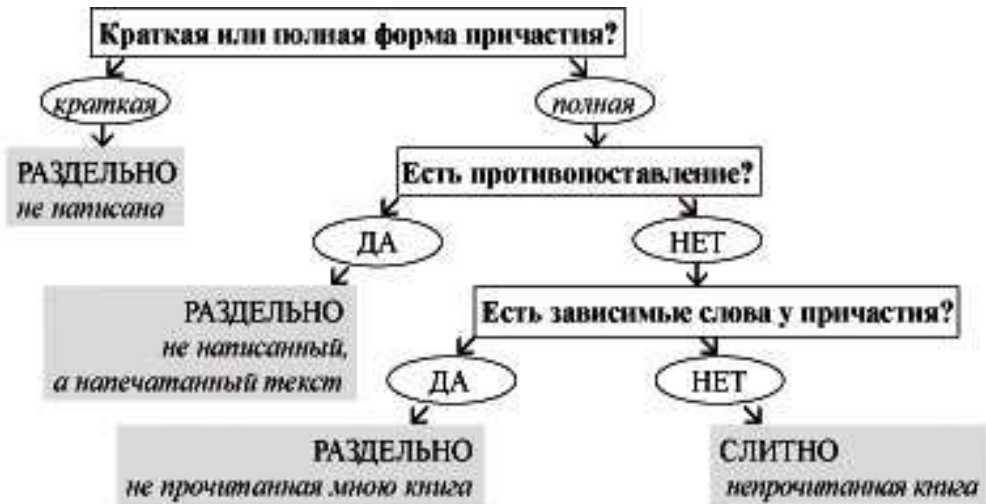 Краткая или полная форма причастия?
краткая
полная
РАЗДЕЛЬНО
не написана
Есть противопоставление?
ДА
НЕТ
РАЗДЕЛЬНО
не написанный,
а напечатанный текст
Есть зависимые слова у причастия?
ДА
НЕТ
РАЗДЕЛЬНО
не прочитанная мною книга
СЛИТНО
непрочитанная книга